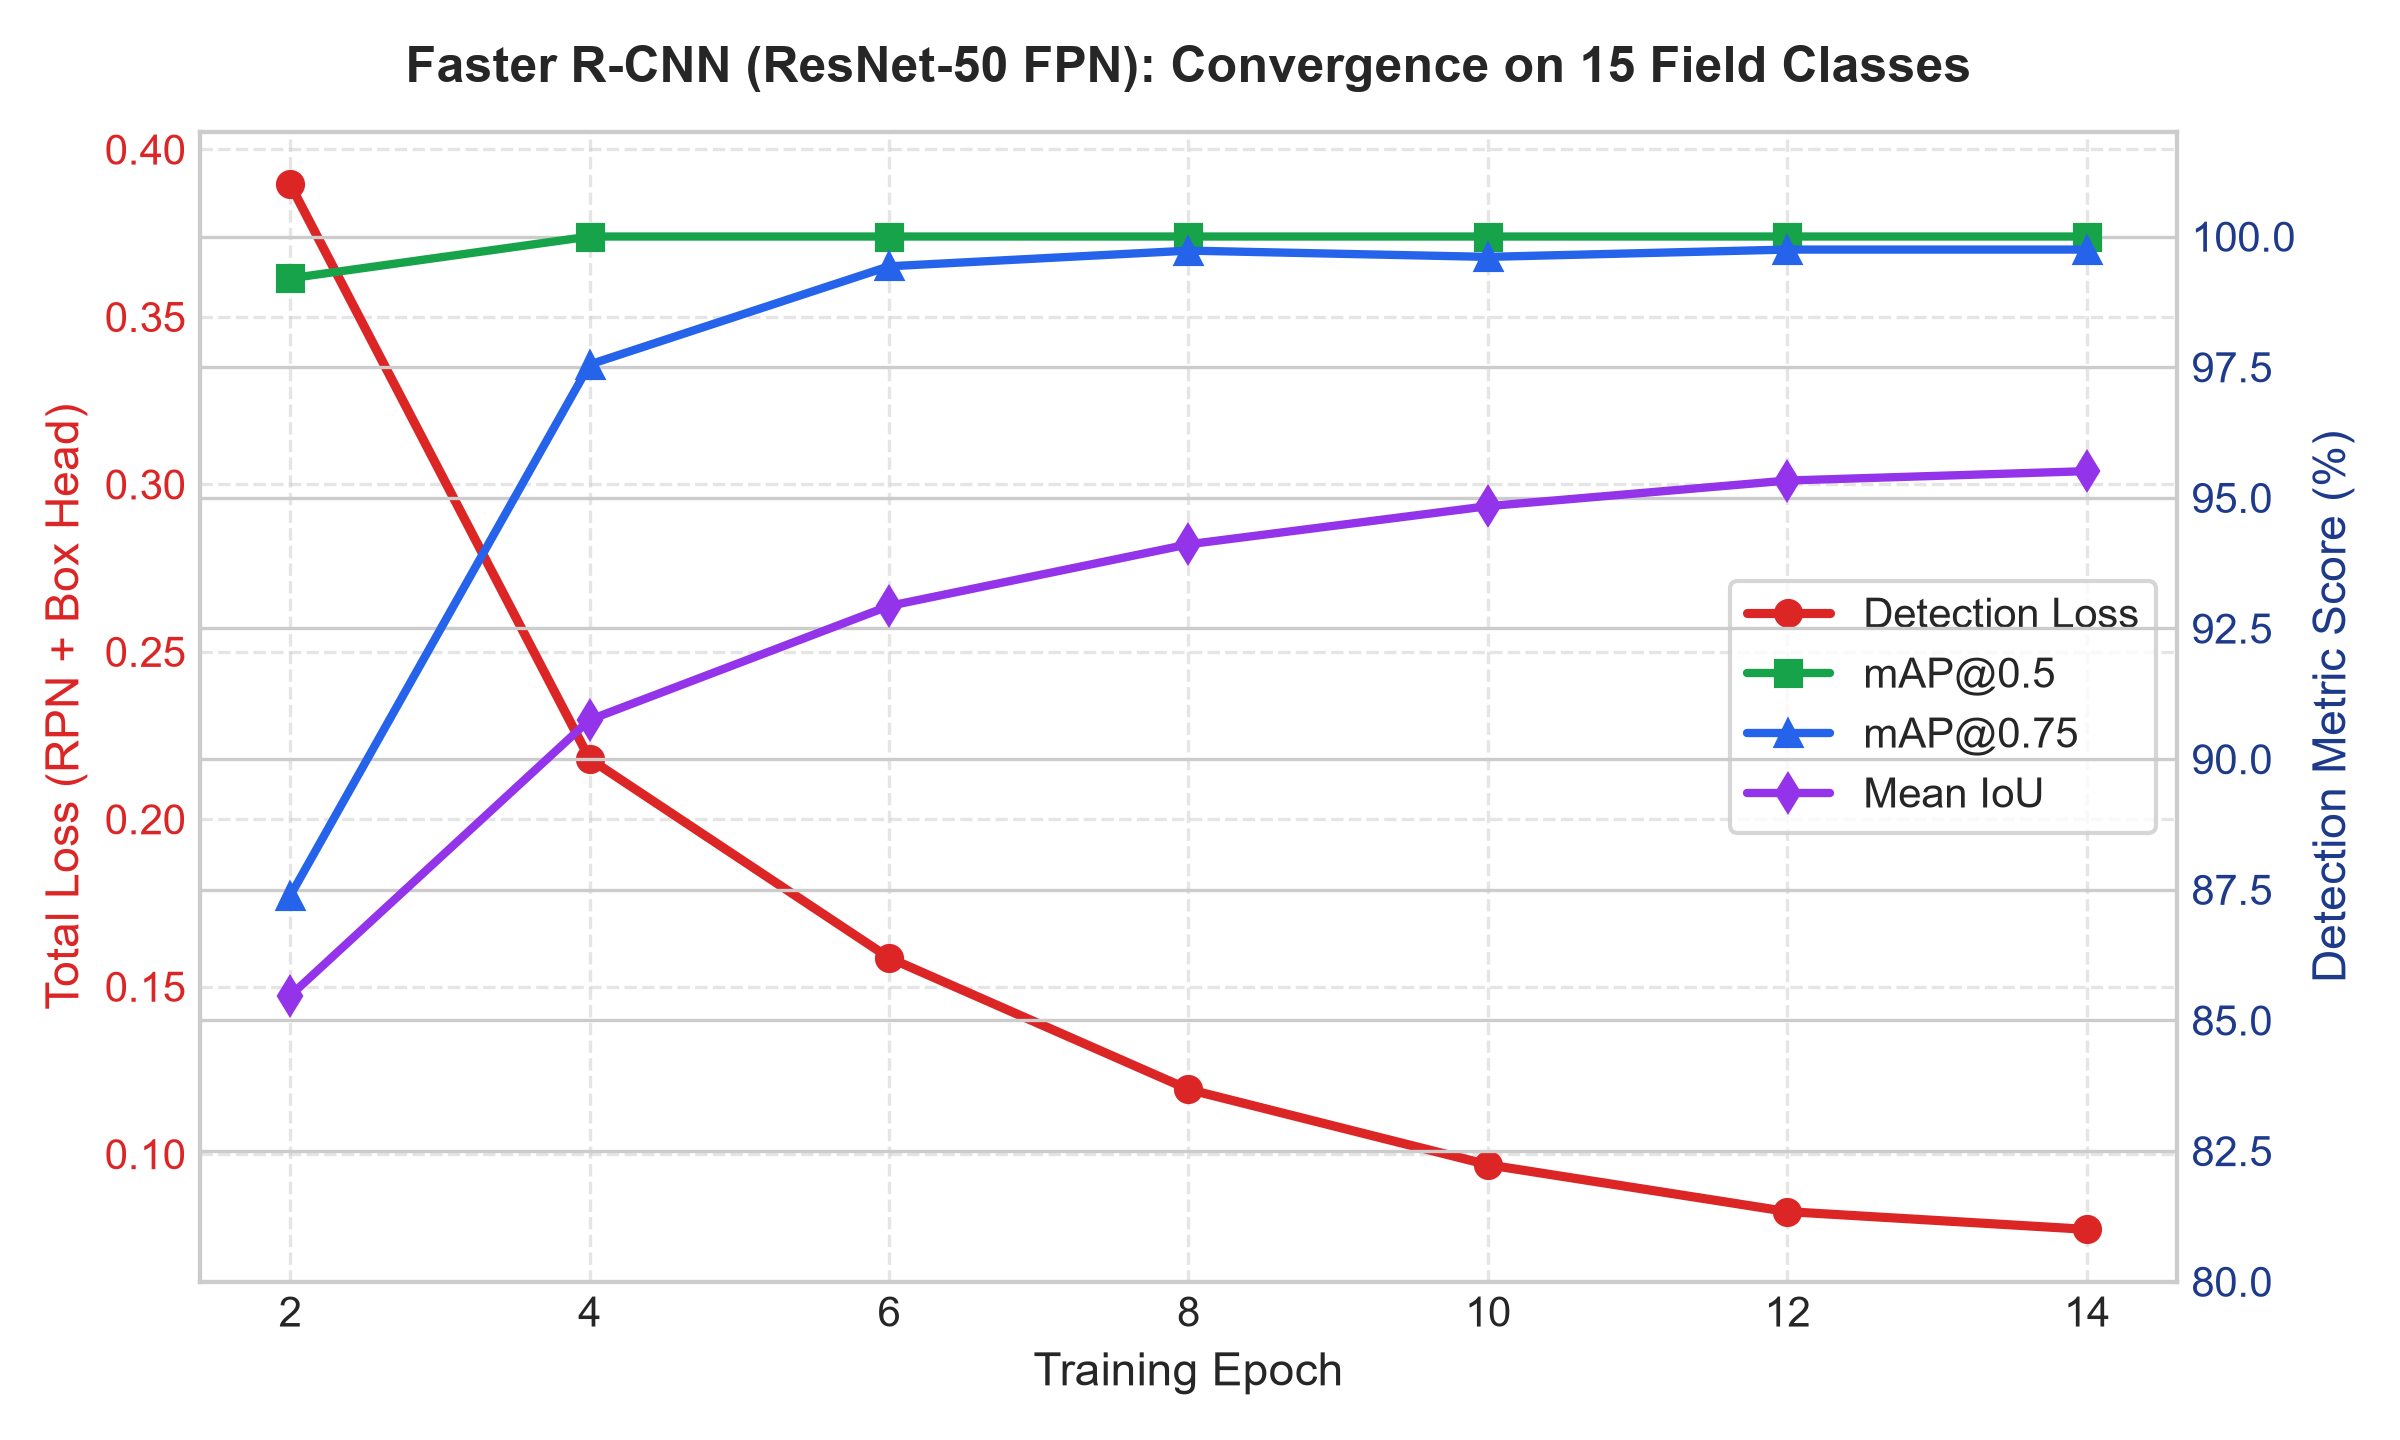 Faster R-CNN (ResNet-50 FPN): Convergence on 15 Field Classes
Total Loss (RPN + Box Head)
0.40
0.35
0.30
0.25
0.20
0.15
0.10
Detection Loss
mAP@0.5
mAP@0.75
Mean IoU
100.0
97.5
95.0
92.5
90.0
87.5
85.0
82.5
80.0
Detection Metric Score (%)
2 4 6 8 10 12 14
Training Epoch